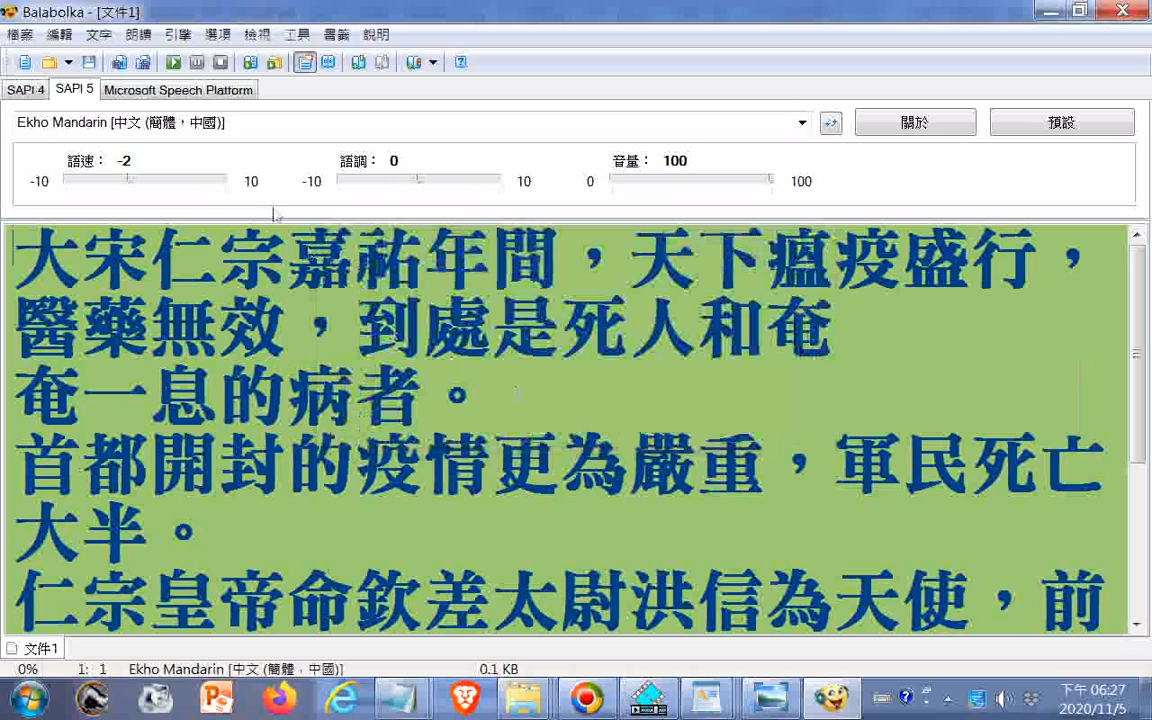 Balabolka - [文件1]
檔案 編輯 文字 朗讀 引擎 選項 檢視 工具 書籤 說明
SAPI 4 SAPI 5 Microsoft Speech Platform
Ekho Mandarin [中文 (簡體，中國)] 關於 預設
語速： -2 語調： 0 音量： 100
-10 10 -10 10 0 100
大宋仁宗嘉祐年間，天下瘟疫盛行，
醫藥無效，到處是死人和奄
奄一息的病者。
首都開封的疫情更為嚴重，軍民死亡
大半。
仁宗皇帝命欽差太尉洪信為天使，前
文件1
0% 1: 1 Ekho Mandarin [中文 (簡體，中國)] 0.1 KB
下午 06:27
2020/11/5